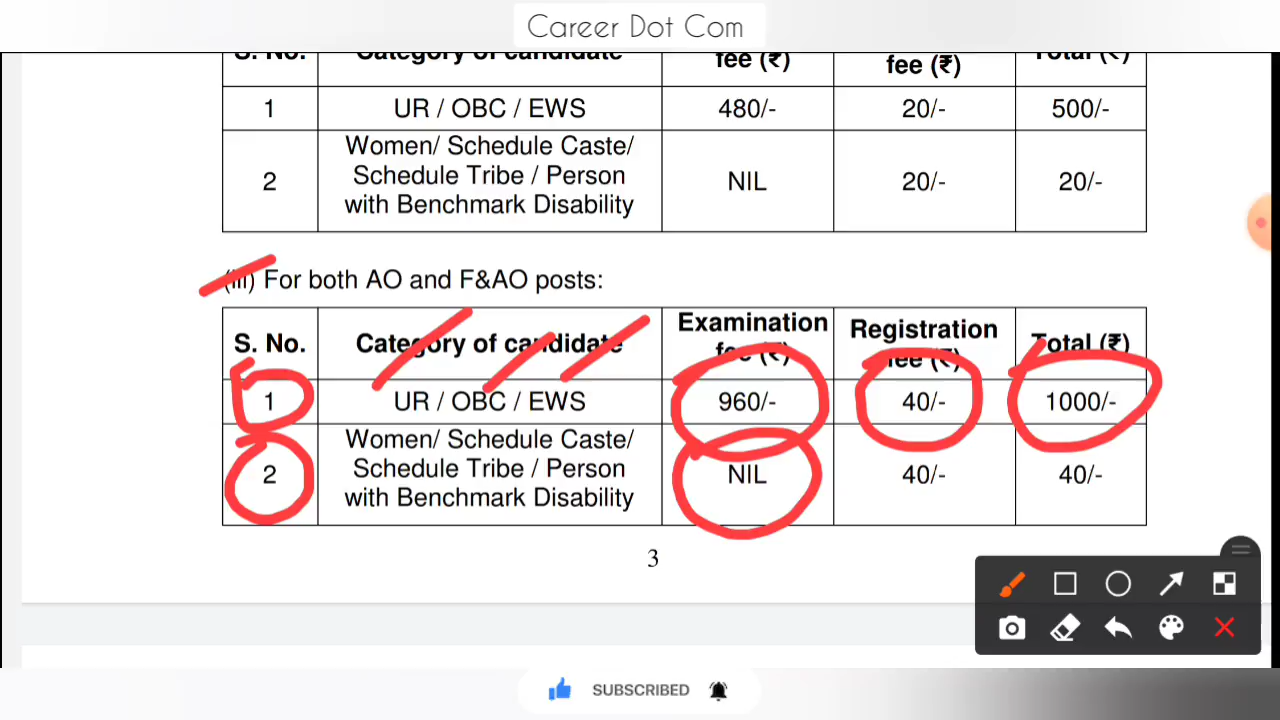 Career Dot Com
S. No. Category of candidate fee (₹) fee (₹) Total (₹)
1 UR / OBC / EWS 480/- 20/- 500/-
Women/ Schedule Caste/
2 Schedule Tribe / Person NIL 20/- 20/-
with Benchmark Disability
(iii) For both AO and F&AO posts:
S. No. Category of candidate Examination fee (₹) Registration fee (₹) Total (₹)
1 UR / OBC / EWS 960/- 40/- 1000/-
Women/ Schedule Caste/
2 Schedule Tribe / Person NIL 40/- 40/-
with Benchmark Disability
3
SUBSCRIBED